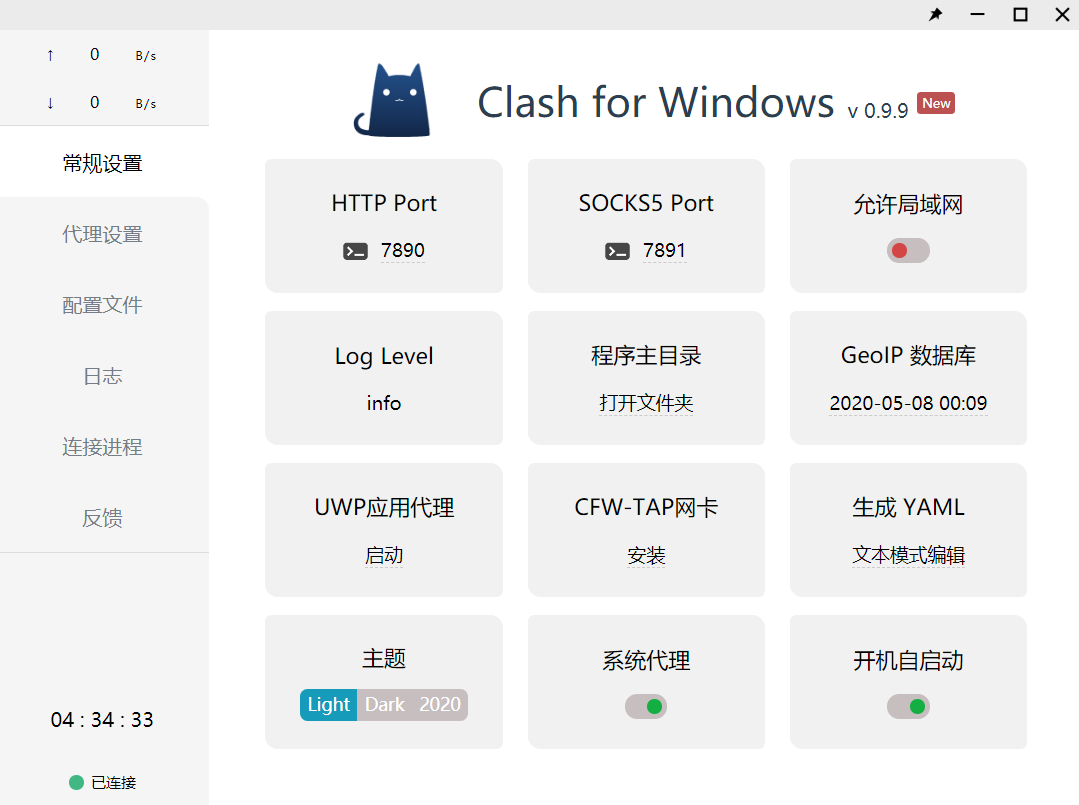 ↑ 0 B/s
↓ 0 B/s
常规设置
代理设置
配置文件
日志
连接进程
反馈
04 : 34 : 33
已连接
Clash for Windows v 0.9.9 New
HTTP Port
7890
SOCKS5 Port
7891
允许局域网
Log Level
info
程序主目录
打开文件夹
GeoIP 数据库
2020-05-08 00:09
UWP应用代理
启动
CFW-TAP网卡
安装
生成 YAML
文本模式编辑
主题
Light Dark 2020
系统代理
开机自启动